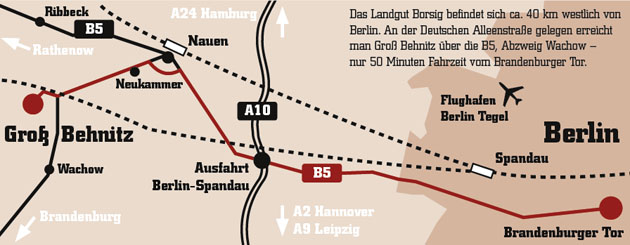 Ribbeck
B5
Rathenow
Neukammer
Nauen
A24 Hamburg
Das Landgut Borsig befindet sich ca. 40 km westlich von
Berlin. An der Deutschen Alleenstraße gelegen erreicht
man Groß Behnitz über die B5, Abzweig Wachow –
nur 50 Minuten Fahrzeit vom Brandenburger Tor.
Flughafen
Berlin Tegel
A10
Groß Behnitz
Berlin
Wachow
Ausfahrt
Berlin-Spandau
B5
Spandau
Brandenburg
A2 Hannover
A9 Leipzig
Brandenburger Tor